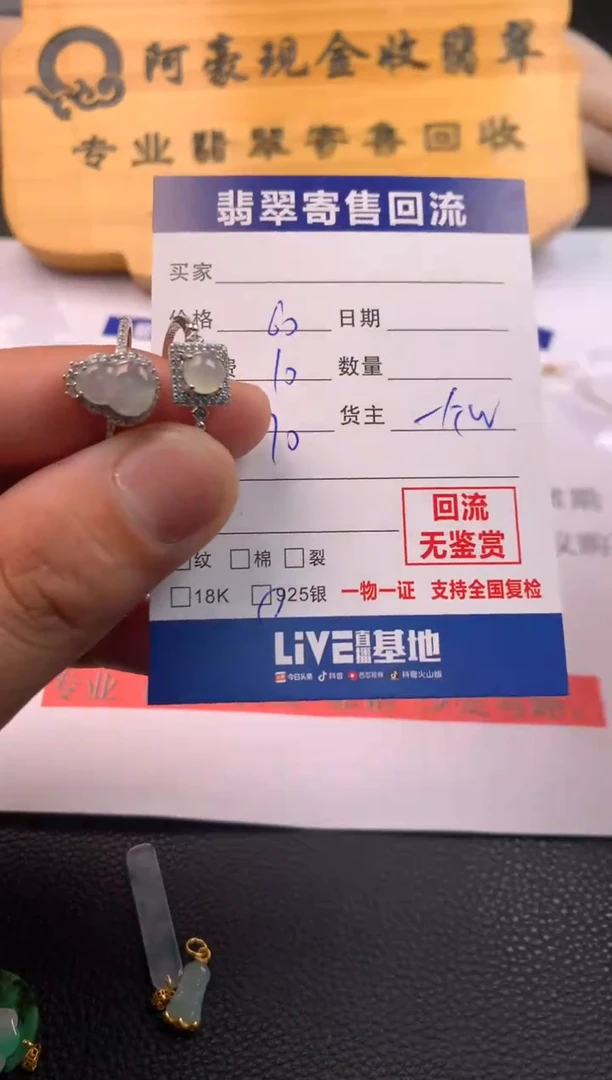 阿豪现金收翡翠
专业翡翠寄售回收
翡翠寄售回流
买家
价格 60 日期
费 10 数量
70 货主
回流
无鉴赏
纹 棉 裂
18K 925银 一物一证 支持全国复检
LiVE直播基地
今日头条 抖音 西瓜视频 抖音火山版
专业